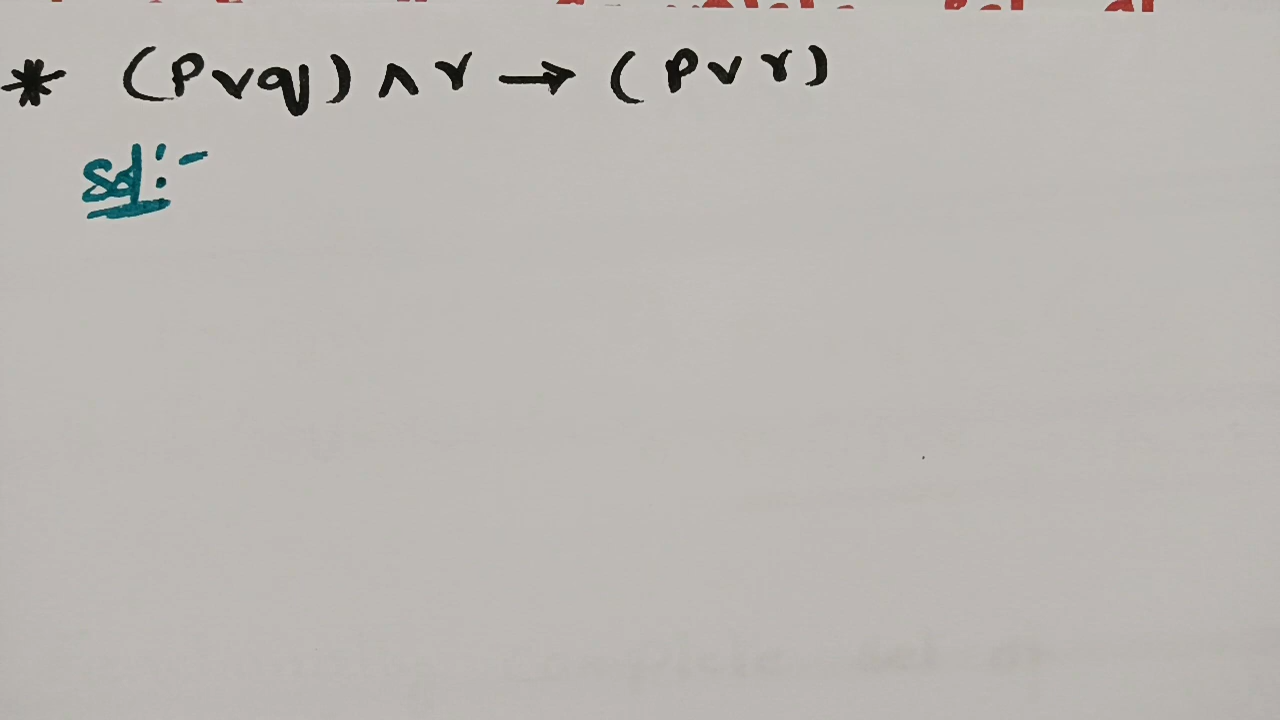 * (P∨q) ∧ r → (P∨r)
Sol:-